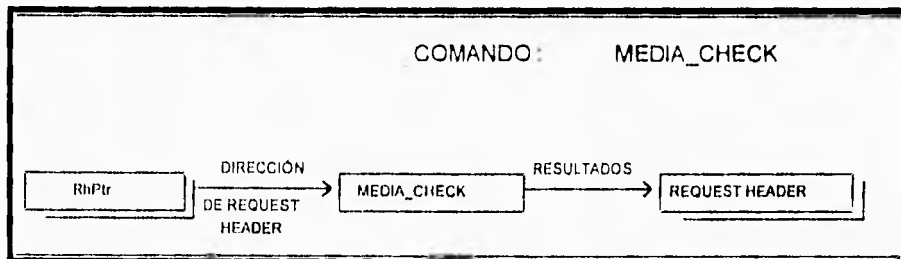 COMANDO: MEDIA_CHECK
DIRECCIÓN
RESULTADOS
RhPtr
MEDIA_CHECK
REQUEST HEADER
DE REQUEST
HEADER